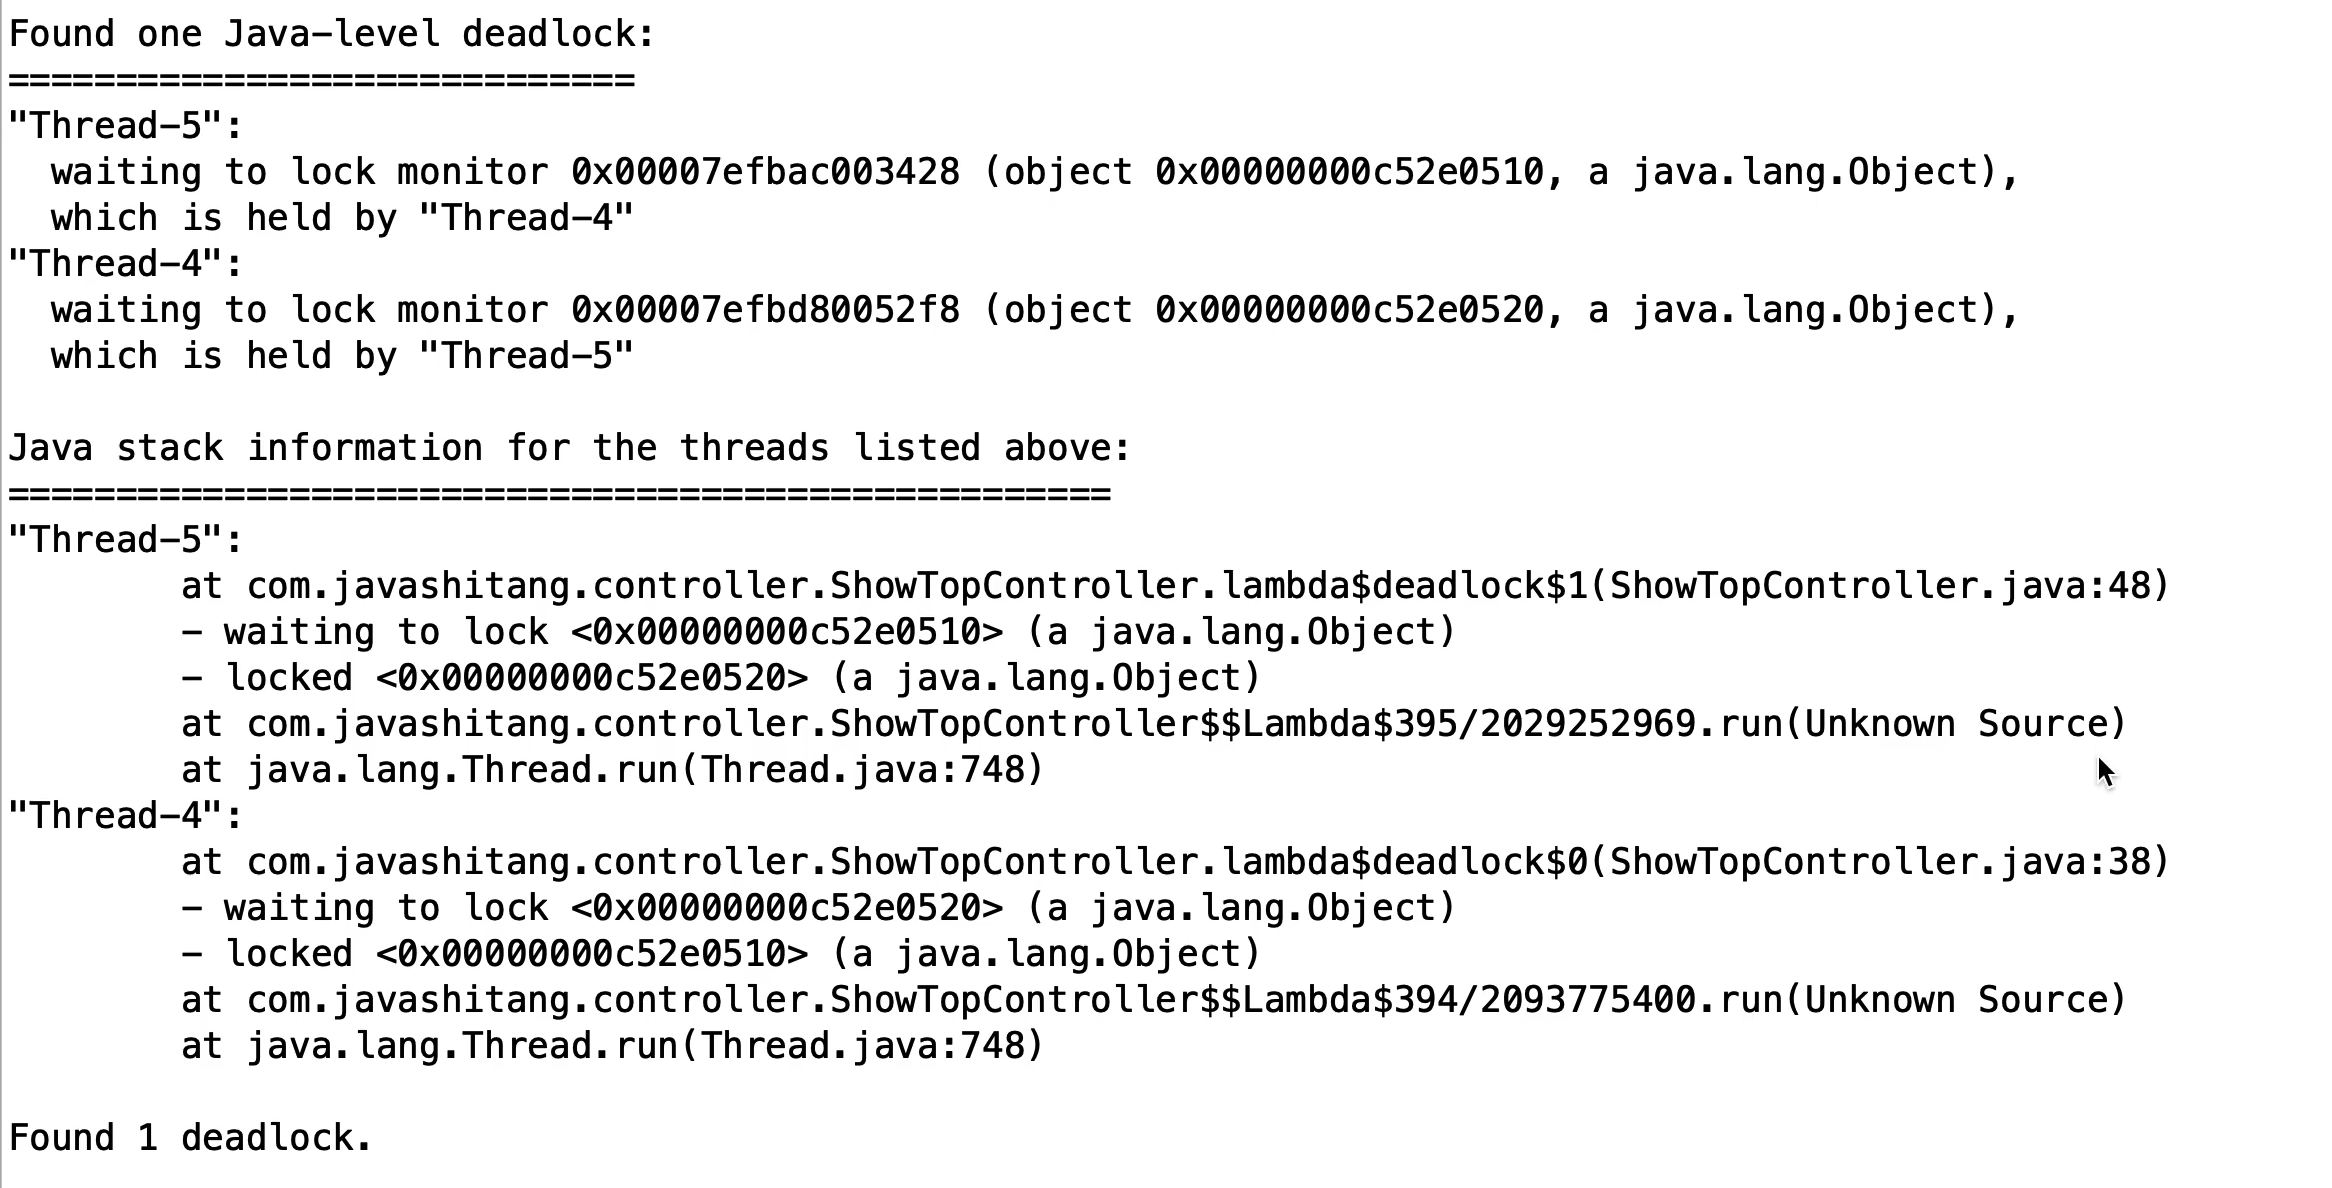 Found one Java-level deadlock:
=============================
"Thread-5":
  waiting to lock monitor 0x00007efbac003428 (object 0x00000000c52e0510, a java.lang.Object),
  which is held by "Thread-4"
"Thread-4":
  waiting to lock monitor 0x00007efbd80052f8 (object 0x00000000c52e0520, a java.lang.Object),
  which is held by "Thread-5"

Java stack information for the threads listed above:
===================================================
"Thread-5":
        at com.javashitang.controller.ShowTopController.lambda$deadlock$1(ShowTopController.java:48)
        - waiting to lock <0x00000000c52e0510> (a java.lang.Object)
        - locked <0x00000000c52e0520> (a java.lang.Object)
        at com.javashitang.controller.ShowTopController$$Lambda$395/2029252969.run(Unknown Source)
        at java.lang.Thread.run(Thread.java:748)
"Thread-4":
        at com.javashitang.controller.ShowTopController.lambda$deadlock$0(ShowTopController.java:38)
        - waiting to lock <0x00000000c52e0520> (a java.lang.Object)
        - locked <0x00000000c52e0510> (a java.lang.Object)
        at com.javashitang.controller.ShowTopController$$Lambda$394/2093775400.run(Unknown Source)
        at java.lang.Thread.run(Thread.java:748)

Found 1 deadlock.